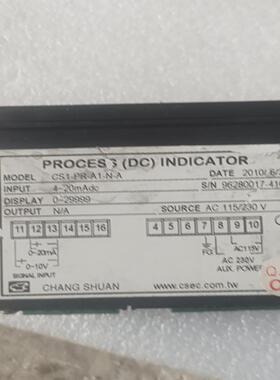 PROCESS (DC) INDICATOR
MODEL CS1-PR-A1-N-A DATE 2010/.6/
INPUT 4-20mAdc S/N 96280017-41
DISPLAY 0-29999
OUTPUT N/A SOURCE AC 115/230 V
11 12 13 14 15 16 4 5 6 7 8 9 10
0-20mA
0-10V
SIGNAL INPUT
FG AC115V
AC 230V
AUX. POWER
Q.
CS CHANG SHUAN www.csec.com.tw